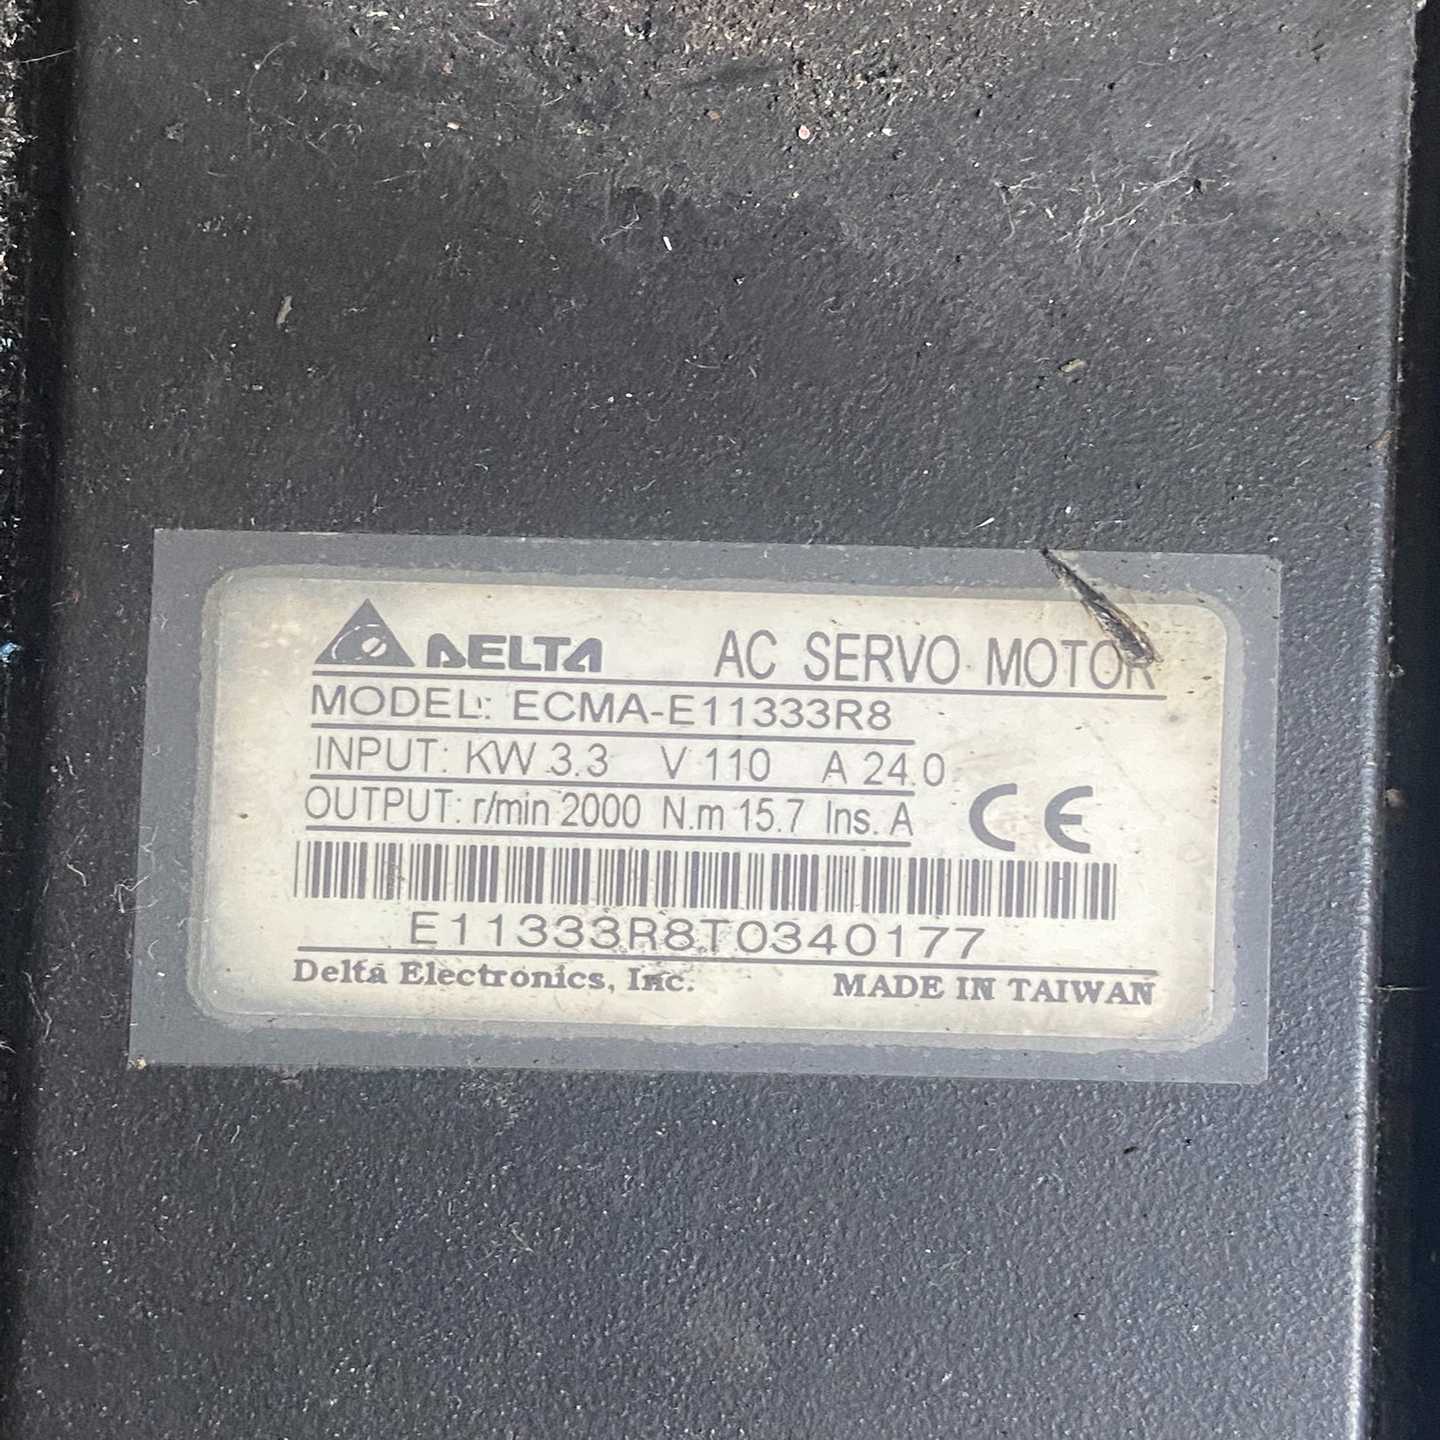 DELTA AC SERVO MOTOR
MODEL: ECMA-E11333R8
INPUT: KW 3.3 V 110 A 24.0
OUTPUT: r/min 2000 N.m 15.7 Ins. A
CE
E11333R8T0340177
Delta Electronics, Inc. MADE IN TAIWAN